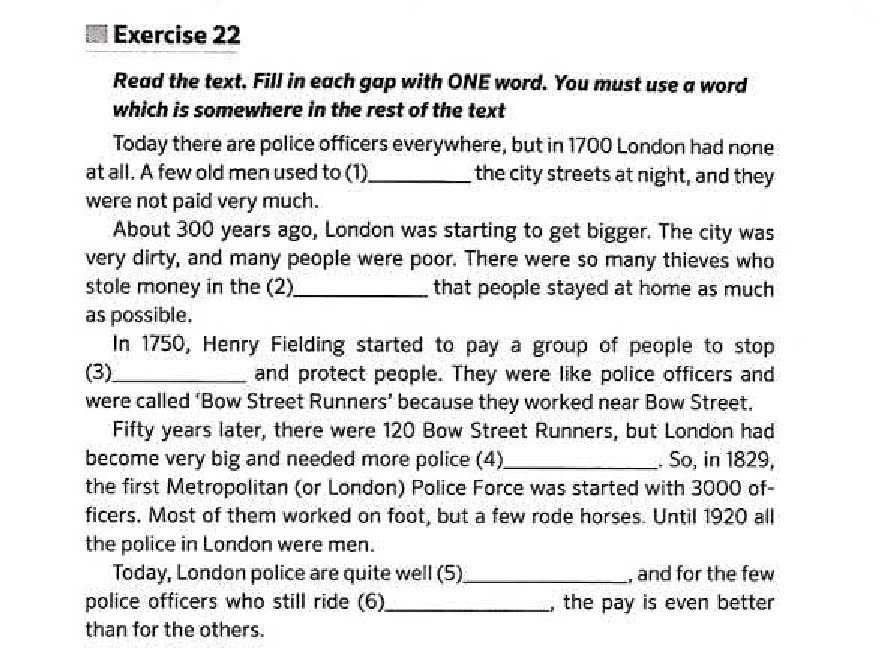 Exercise 22
Read the text. Fill in each gap with ONE word. You must use a word
which is somewhere in the rest of the text
Today there are police officers everywhere, but in 1700 London had none
at all. A few old men used to (1)__________ the city streets at night, and they
were not paid very much.
About 300 years ago, London was starting to get bigger. The city was
very dirty, and many people were poor. There were so many thieves who
stole money in the (2)_____________ that people stayed at home as much
as possible.
In 1750, Henry Fielding started to pay a group of people to stop
(3)_____________ and protect people. They were like police officers and
were called ‘Bow Street Runners’ because they worked near Bow Street.
Fifty years later, there were 120 Bow Street Runners, but London had
become very big and needed more police (4)_______________. So, in 1829,
the first Metropolitan (or London) Police Force was started with 3000 of-
ficers. Most of them worked on foot, but a few rode horses. Until 1920 all
the police in London were men.
Today, London police are quite well (5)________________, and for the few
police officers who still ride (6)________________, the pay is even better
than for the others.